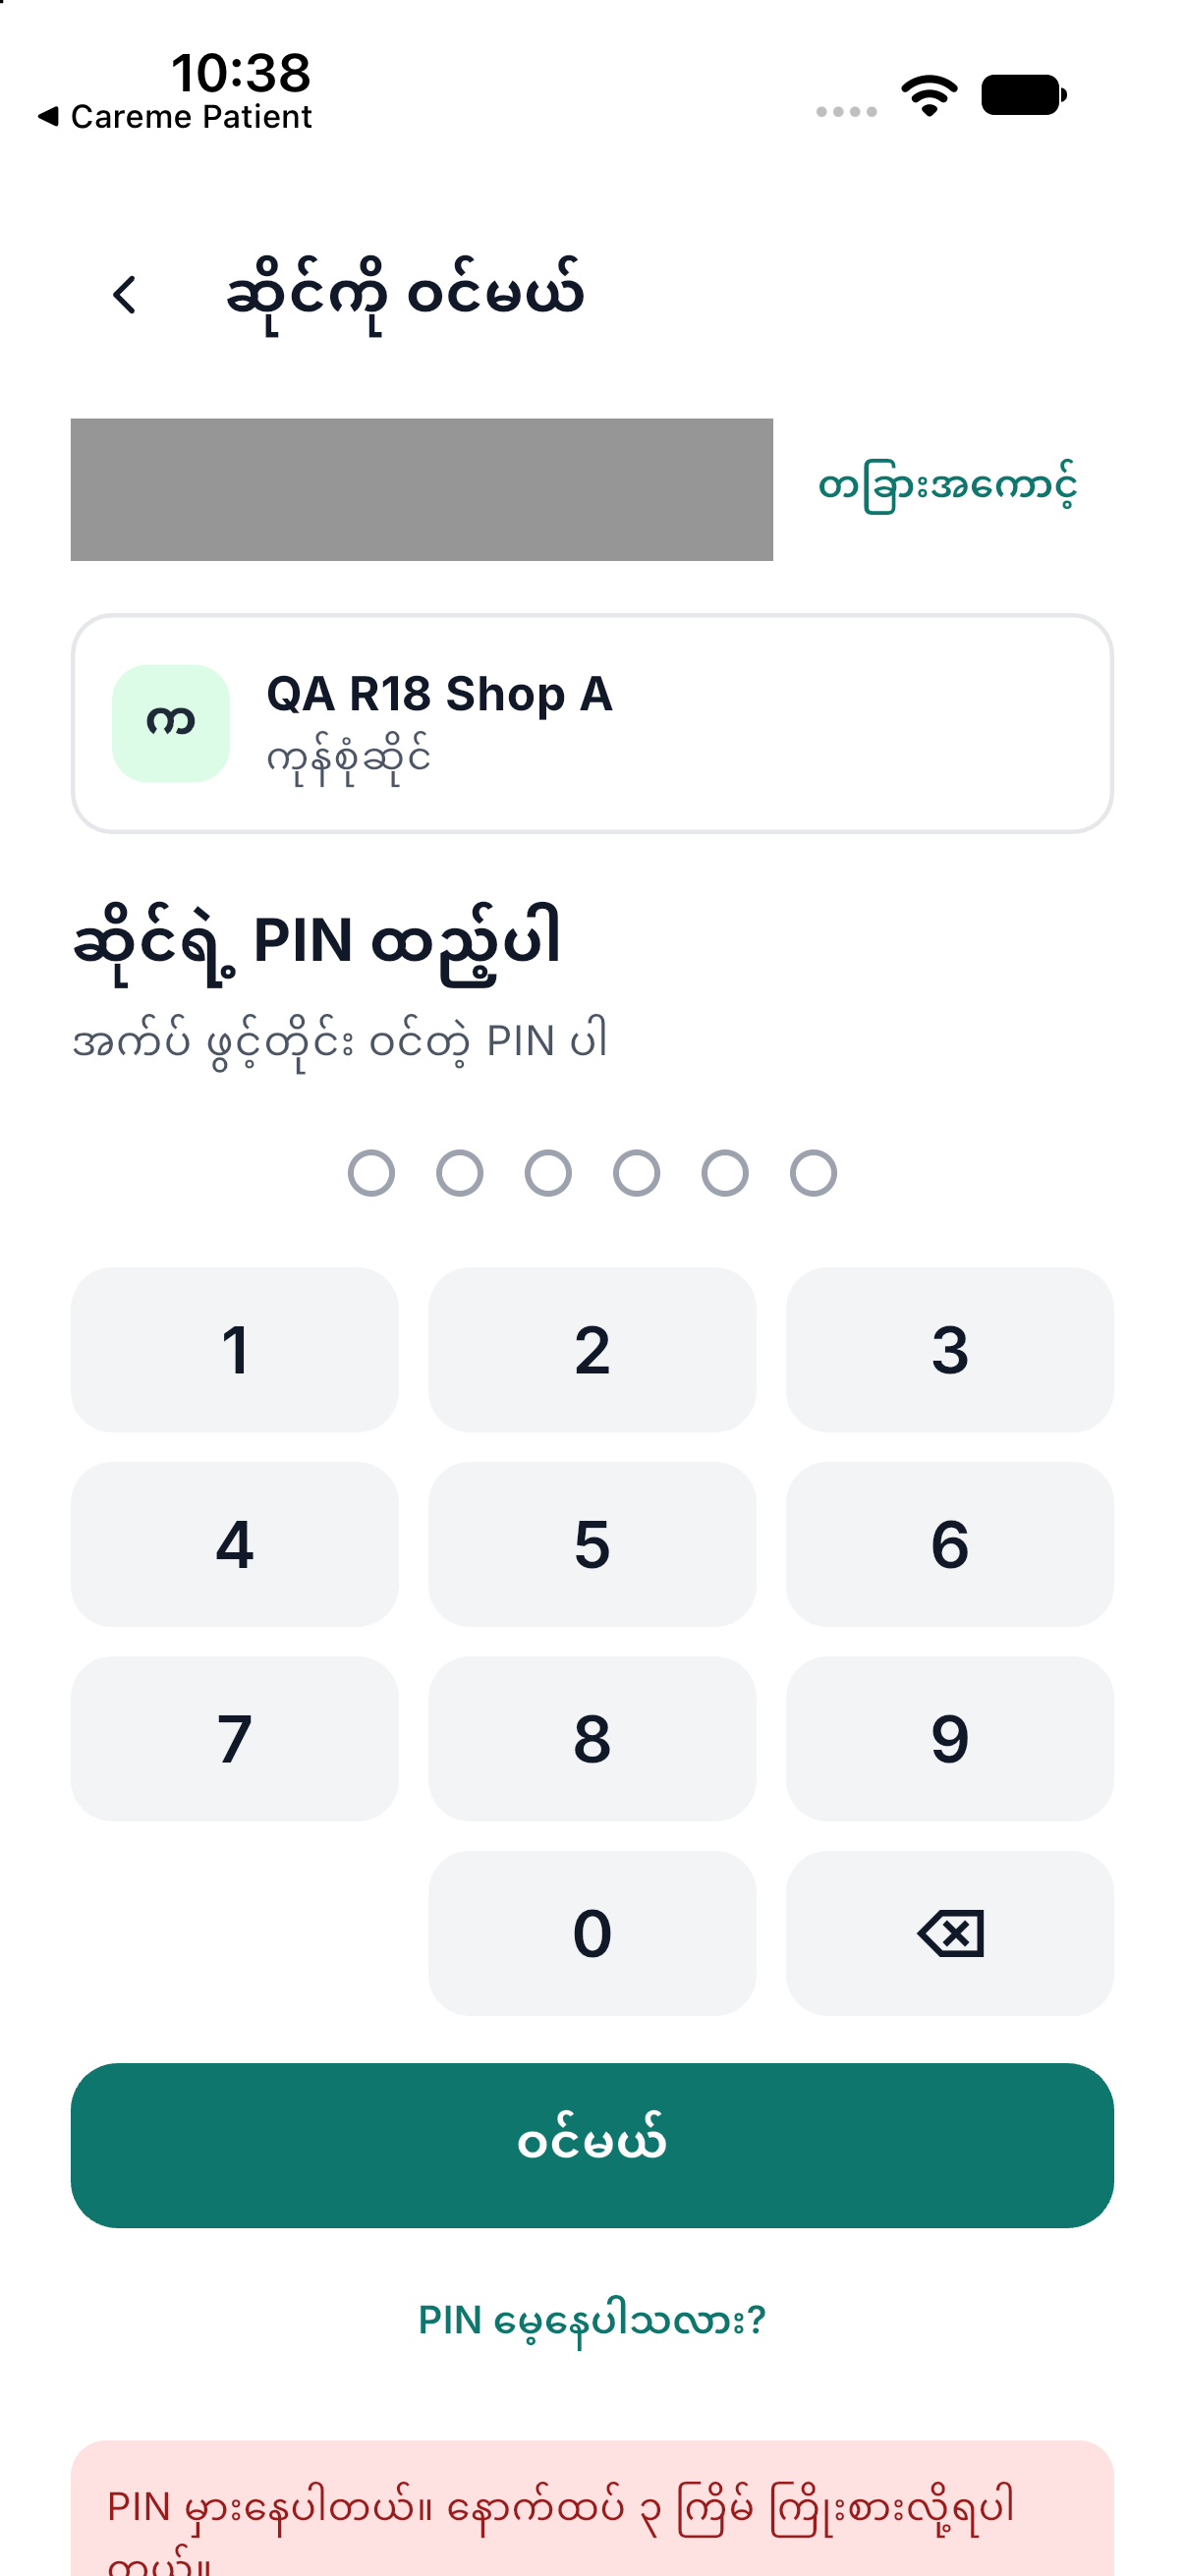 10:38
◀ Careme Patient
ဆိုင်ကို ဝင်မယ်
တခြားအကောင့်
က
QA R18 Shop A
ကုန်စုံဆိုင်
ဆိုင်ရဲ့ PIN ထည့်ပါ
အက်ပ် ဖွင့်တိုင်း ဝင်တဲ့ PIN ပါ
1 2 3
4 5 6
7 8 9
0
ဝင်မယ်
PIN မေ့နေပါသလား?
PIN မှားနေပါတယ်။ နောက်ထပ် ၃ ကြိမ် ကြိုးစားလို့ရပါ
တယ်။